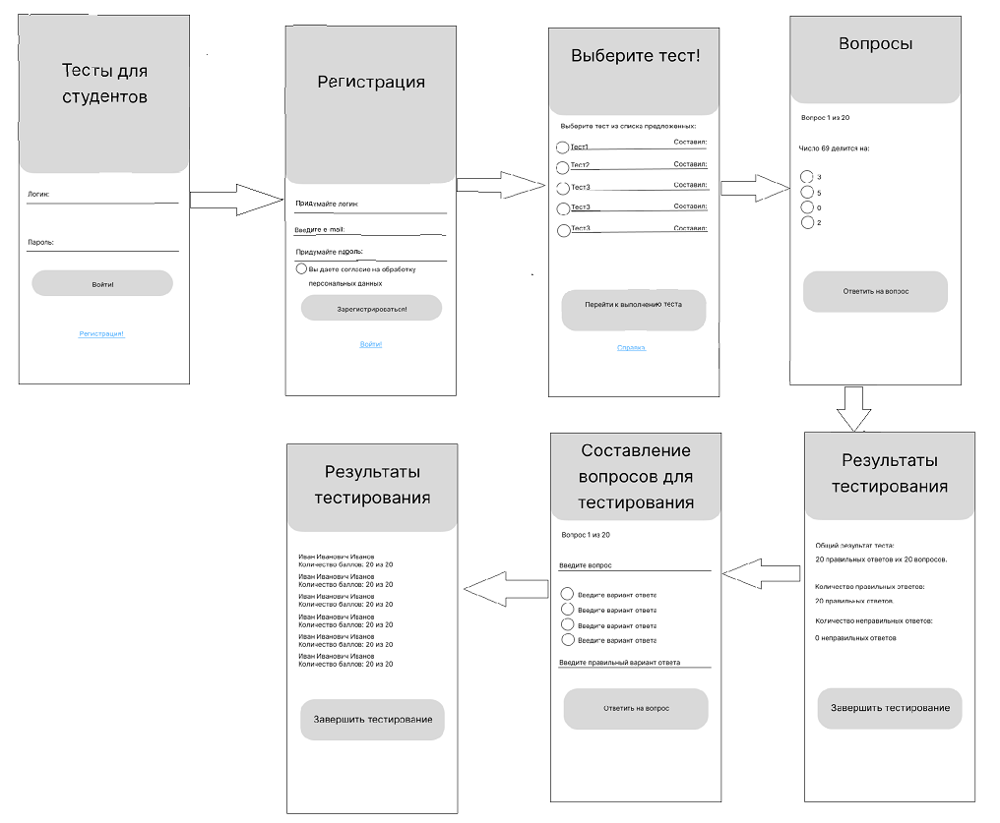 Тесты для
студентов
Логин:
Пароль:
Войти!
Регистрация!
Регистрация
Придумайте логин:
Введите e-mail:
Придумайте пароль:
Вы даете согласие на обработку
персональных данных
Зарегистрироваться!
Войти!
Выберите тест!
Выберите тест из списка предложенных:
Тест1 Составил:
Тест2 Составил:
Тест3 Составил:
Тест3 Составил:
Тест3 Составил:
Перейти к выполнению теста
Справка
Вопросы
Вопрос 1 из 20
Число 69 делится на:
3
5
0
2
Ответить на вопрос
Результаты
тестирования
Общий результат теста:
20 правильных ответов их 20 вопросов.
Количество правильных ответов:
20 правильных ответов.
Количество неправильных ответов:
0 неправильных ответов
Завершить тестирование
Составление
вопросов для
тестирования
Вопрос 1 из 20
Введите вопрос
Введите вариант ответа
Введите вариант ответа
Введите вариант ответа
Введите вариант ответа
Введите правильный вариант ответа
Ответить на вопрос
Результаты
тестирования
Иван Иванович Иванов
Количество баллов: 20 из 20
Иван Иванович Иванов
Количество баллов: 20 из 20
Иван Иванович Иванов
Количество баллов: 20 из 20
Иван Иванович Иванов
Количество баллов: 20 из 20
Иван Иванович Иванов
Количество баллов: 20 из 20
Иван Иванович Иванов
Количество баллов: 20 из 20
Завершить тестирование